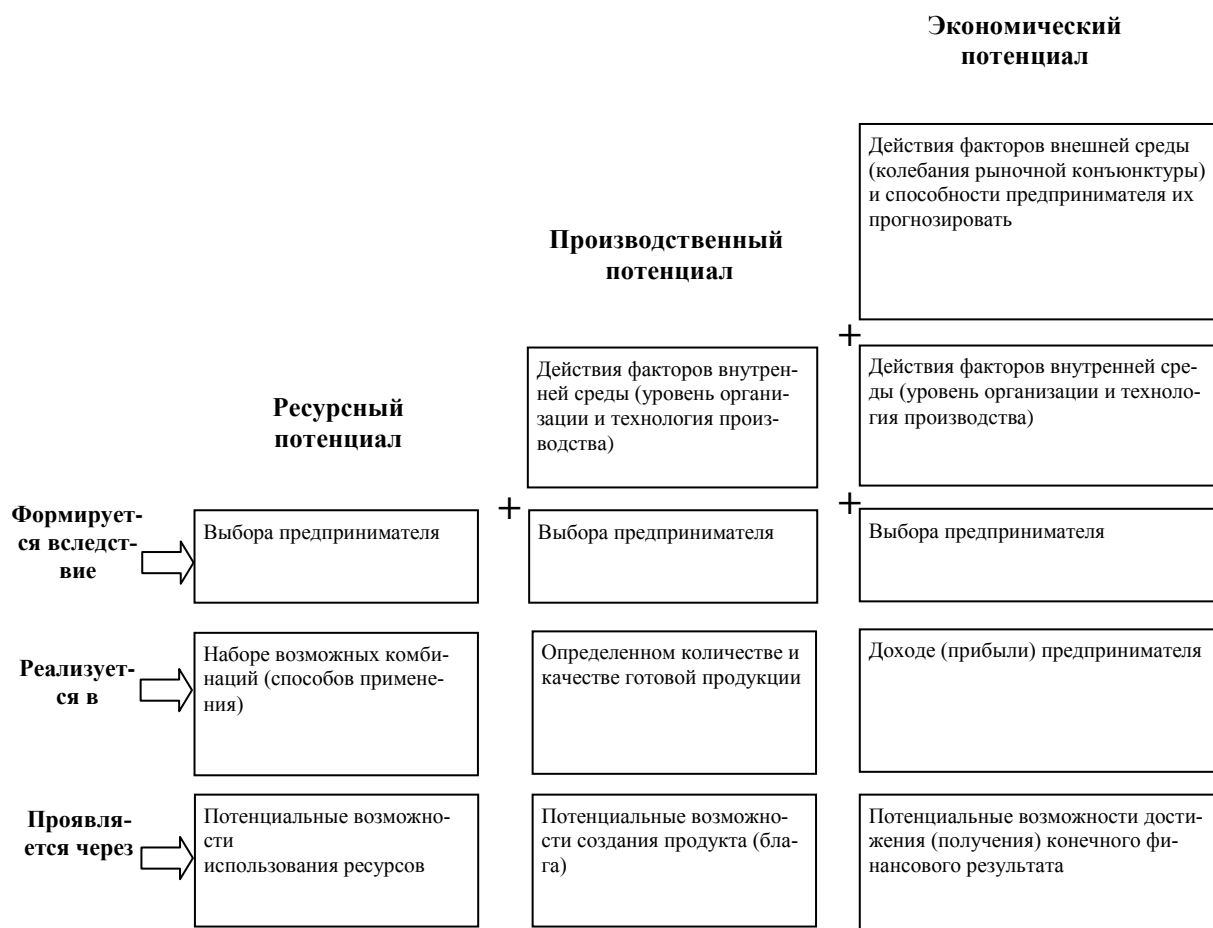 Экономический
потенциал
Действия факторов внешней среды
(колебания рыночной конъюнктуры)
и способности предпринимателя их
прогнозировать
Производственный
потенциал
+
Действия факторов внутрен-
ней среды (уровень органи-
зации и технология произ-
водства)
Действия факторов внутренней сре-
ды (уровень организации и техноло-
гия производства)
Ресурсный
потенциал
+
+
Формирует-
ся вследст-
вие
Выбора предпринимателя
Выбора предпринимателя
Выбора предпринимателя
Реализует-
ся в
Наборе возможных комби-
наций (способов примене-
ния)
Определенном количестве и
качестве готовой продукции
Доходе (прибыли) предпринимателя
Проявля-
ется через
Потенциальные возможно-
сти
использования ресурсов
Потенциальные возможно-
сти создания продукта (бла-
га)
Потенциальные возможности дости-
жения (получения) конечного фи-
нансового результата